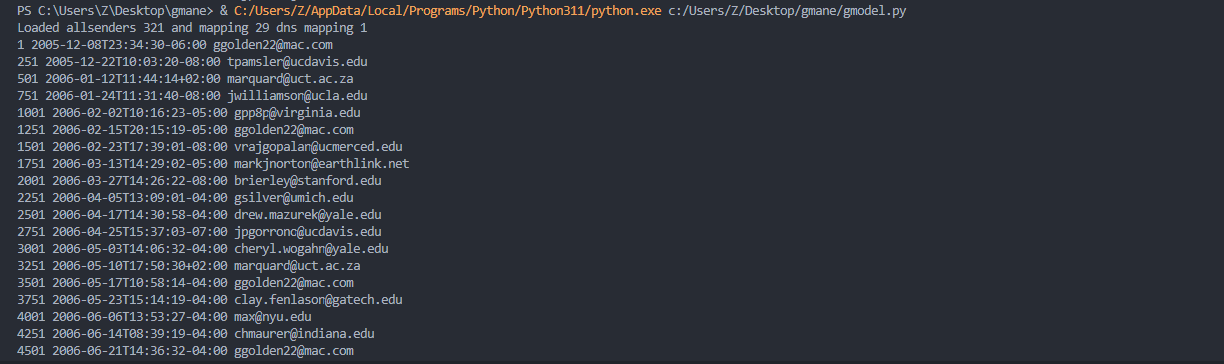 PS C:\Users\Z\Desktop\gmane> & C:/Users/Z/AppData/Local/Programs/Python/Python311/python.exe c:/Users/Z/Desktop/gmane/gmodel.py
Loaded allsenders 321 and mapping 29 dns mapping 1
1 2005-12-08T23:34:30-06:00 ggolden22@mac.com
251 2005-12-22T10:03:20-08:00 tpamsler@ucdavis.edu
501 2006-01-12T11:44:14+02:00 marquard@uct.ac.za
751 2006-01-24T11:31:40-08:00 jwilliamson@ucla.edu
1001 2006-02-02T10:16:23-05:00 gpp8p@virginia.edu
1251 2006-02-15T20:15:19-05:00 ggolden22@mac.com
1501 2006-02-23T17:39:01-08:00 vrajgopalan@ucmerced.edu
1751 2006-03-13T14:29:02-05:00 markjnorton@earthlink.net
2001 2006-03-27T14:26:22-08:00 brierley@stanford.edu
2251 2006-04-05T13:09:01-04:00 gsilver@umich.edu
2501 2006-04-17T14:30:58-04:00 drew.mazurek@yale.edu
2751 2006-04-25T15:37:03-07:00 jpgorrono@ucdavis.edu
3001 2006-05-03T14:06:32-04:00 cheryl.wogahn@yale.edu
3251 2006-05-10T17:50:30+02:00 marquard@uct.ac.za
3501 2006-05-17T10:58:14-04:00 ggolden22@mac.com
3751 2006-05-23T15:14:19-04:00 clay.fenlason@gatech.edu
4001 2006-06-06T13:53:27-04:00 max@nyu.edu
4251 2006-06-14T08:39:19-04:00 chmaurer@indiana.edu
4501 2006-06-21T14:36:32-04:00 ggolden22@mac.com